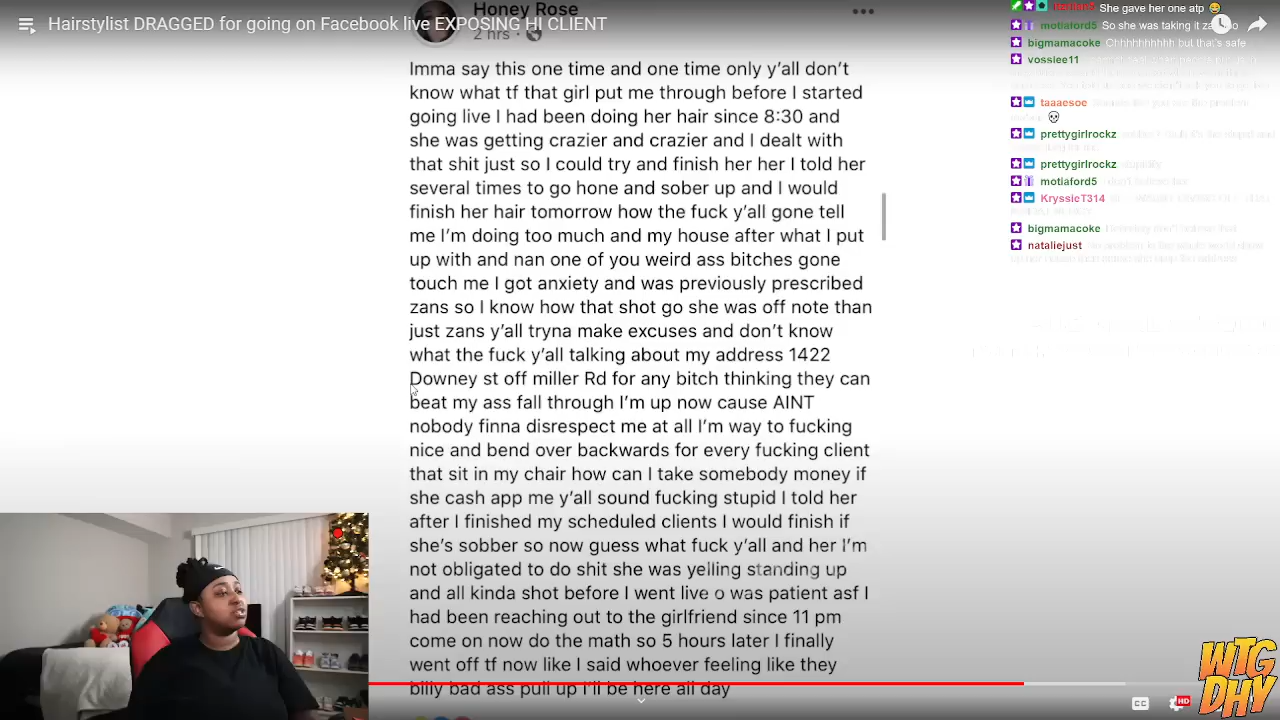 Hairstylist DRAGGED for going on Facebook live EXPOSING HI CLIENT
Honey Rose
2 hrs
Imma say this one time and one time only y'all don't
know what tf that girl put me through before I started
going live I had been doing her hair since 8:30 and
she was getting crazier and crazier and I dealt with
that shit just so I could try and finish her her I told her
several times to go hone and sober up and I would
finish her hair tomorrow how the fuck y'all gone tell
me I'm doing too much and my house after what I put
up with and nan one of you weird ass bitches gone
touch me I got anxiety and was previously prescribed
zans so I know how that shot go she was off note than
just zans y'all tryna make excuses and don't know
what the fuck y'all talking about my address 1422
Downey st off miller Rd for any bitch thinking they can
beat my ass fall through I'm up now cause AINT
nobody finna disrespect me at all I'm way to fucking
nice and bend over backwards for every fucking client
that sit in my chair how can I take somebody money if
she cash app me y'all sound fucking stupid I told her
after I finished my scheduled clients I would finish if
she's sobber so now guess what fuck y'all and her I'm
not obligated to do shit she was yelling standing up
and all kinda shot before I went live o was patient asf I
had been reaching out to the girlfriend since 11 pm
come on now do the math so 5 hours later I finally
went off tf now like I said whoever feeling like they
billy bad ass pull up I'll be here all day
She gave her one alp
motiaford5 So she was taking it
bigmamacoke Ohhhhhhhhhh but that's safe
vosslee11
taaaesoe
prettygirlrockz
prettygirlrockz
motiaford5
KryssieT314
bigmamacoke
nataliejust
WTG
DHY
CC
HD